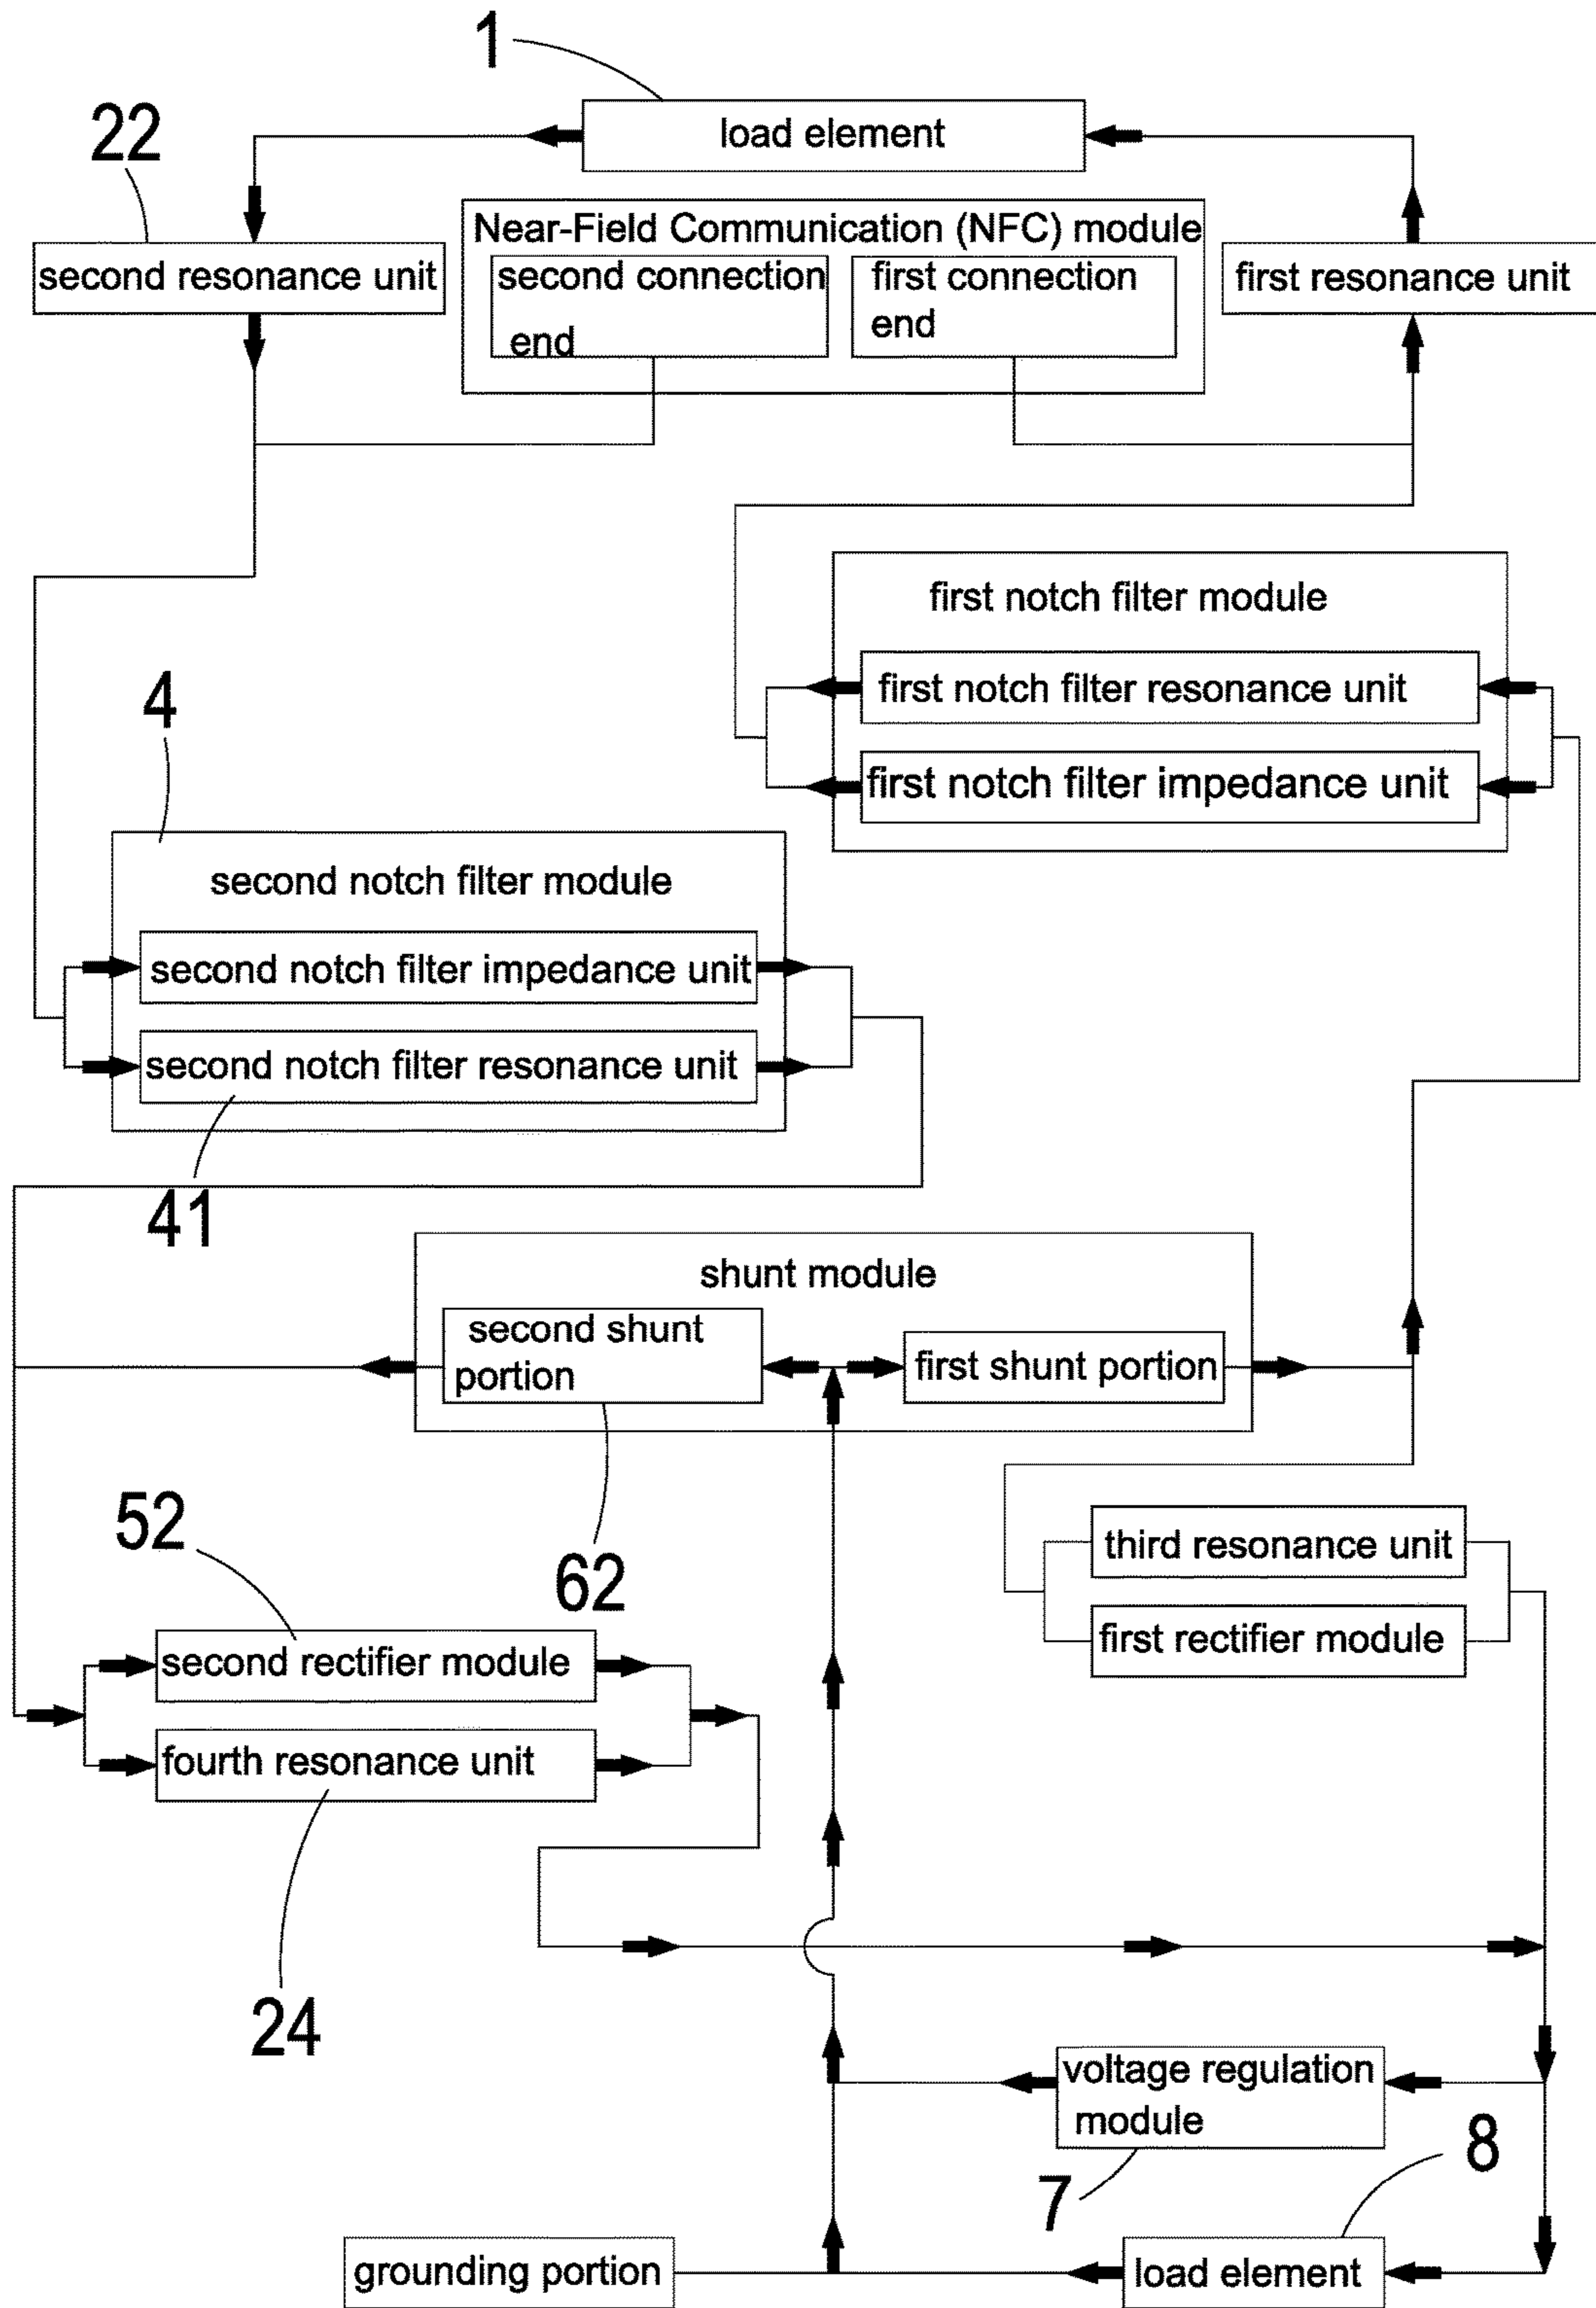 1
load element
22
Near-Field Communication (NFC) module
second resonance unit
second connection
end
first connection
end
first resonance unit
first notch filter module
first notch filter resonance unit
first notch filter impedance unit
4
second notch filter module
second notch filter impedance unit
second notch filter resonance unit
41
shunt module
second shunt
portion
first shunt portion
62
third resonance unit
first rectifier module
52
second rectifier module
fourth resonance unit
24
voltage regulation
module
7
8
grounding portion
load element